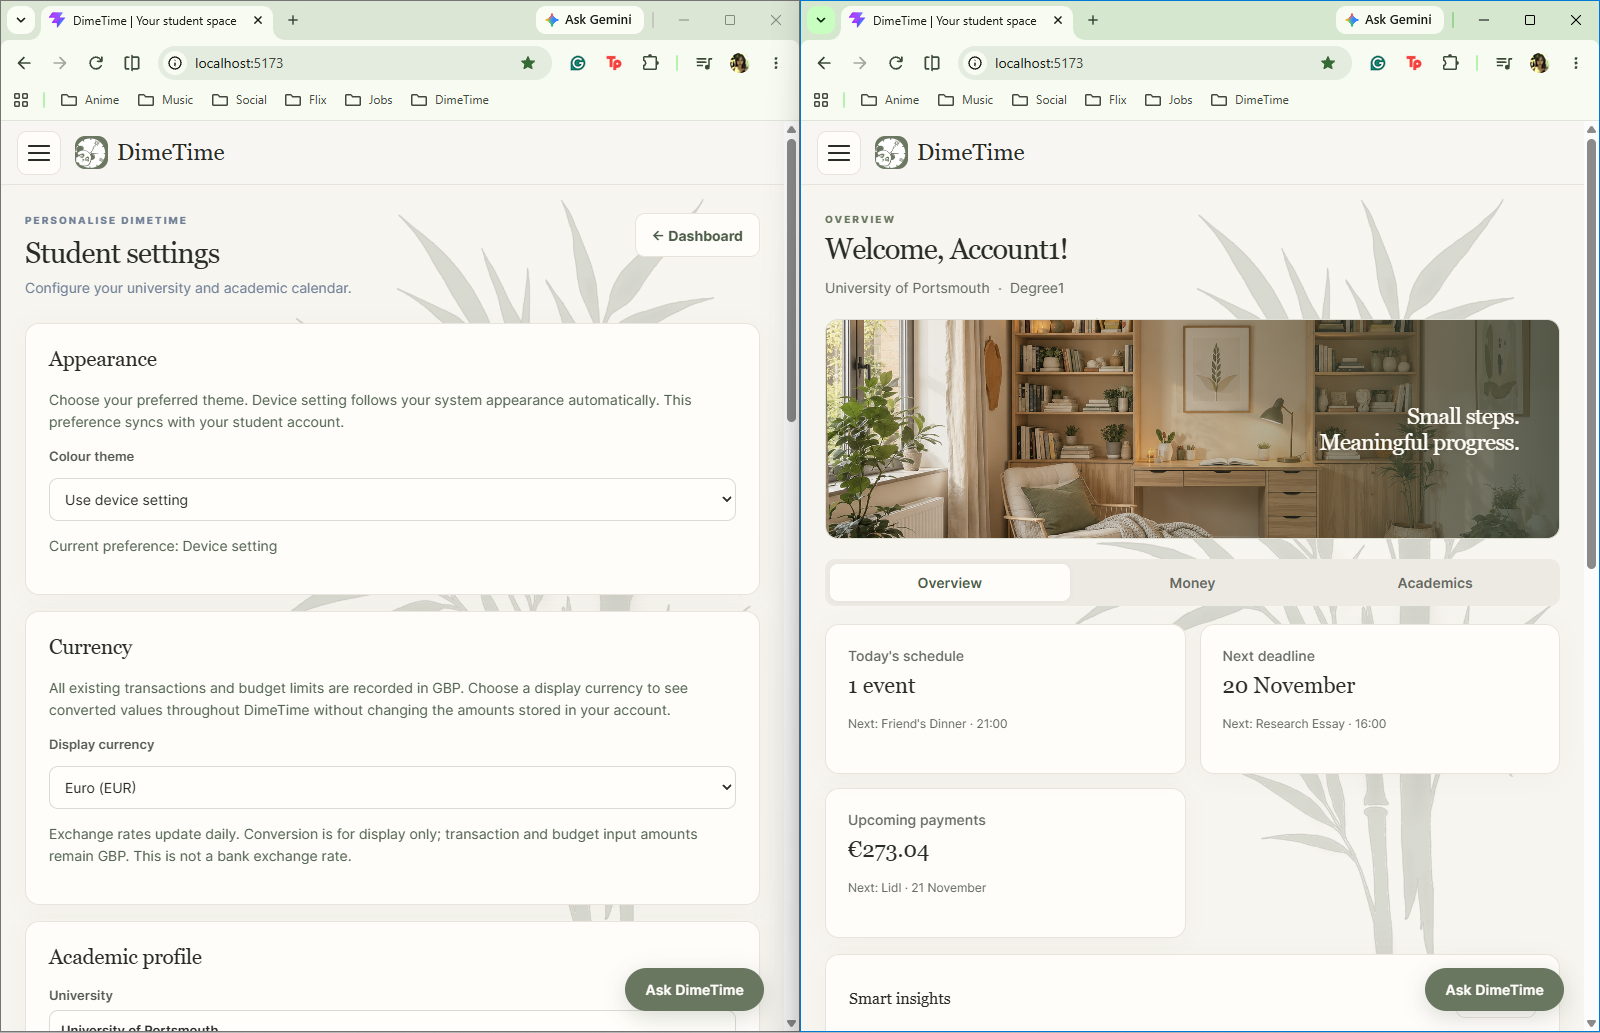 DimeTime | Your student space
Ask Gemini
localhost:5173
Anime
Music
Social
Flix
Jobs
DimeTime
DimeTime
PERSONALISE DIMETIME
Student settings
Configure your university and academic calendar.
← Dashboard
Appearance
Choose your preferred theme. Device setting follows your system appearance automatically. This
preference syncs with your student account.
Colour theme
Use device setting
Current preference: Device setting
Currency
All existing transactions and budget limits are recorded in GBP. Choose a display currency to see
converted values throughout DimeTime without changing the amounts stored in your account.
Display currency
Euro (EUR)
Exchange rates update daily. Conversion is for display only; transaction and budget input amounts
remain GBP. This is not a bank exchange rate.
Academic profile
University
University of Portsmouth
Ask DimeTime
DimeTime | Your student space
Ask Gemini
localhost:5173
Anime
Music
Social
Flix
Jobs
DimeTime
DimeTime
OVERVIEW
Welcome, Account1!
University of Portsmouth · Degree1
Small steps.
Meaningful progress.
Overview
Money
Academics
Today's schedule
1 event
Next: Friend's Dinner · 21:00
Next deadline
20 November
Next: Research Essay · 16:00
Upcoming payments
€273.04
Next: Lidl · 21 November
Smart insights
Ask DimeTime